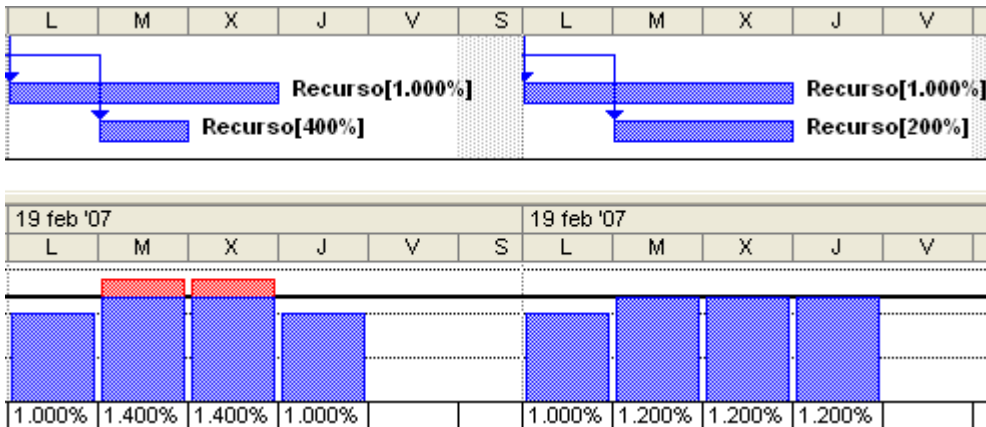 L M X J V S L M X J V
Recurso[1.000%] Recurso[1.000%]
Recurso[400%] Recurso[200%]
19 feb '07 19 feb '07
L M X J V S L M X J V
1.000% 1.400% 1.400% 1.000% 1.000% 1.200% 1.200% 1.200%